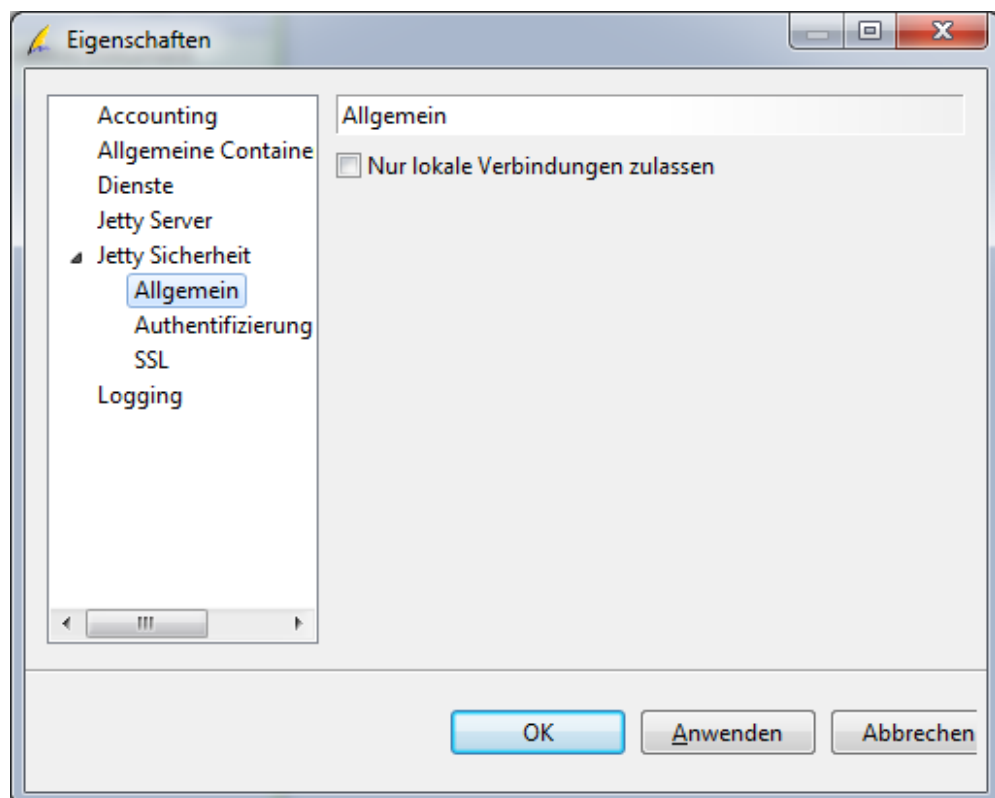 Eigenschaften
Accounting
Allgemeine Containe
Dienste
Jetty Server
Jetty Sicherheit
Allgemein
Authentifizierung
SSL
Logging
Allgemein
Nur lokale Verbindungen zulassen
OK
Anwenden
Abbrechen